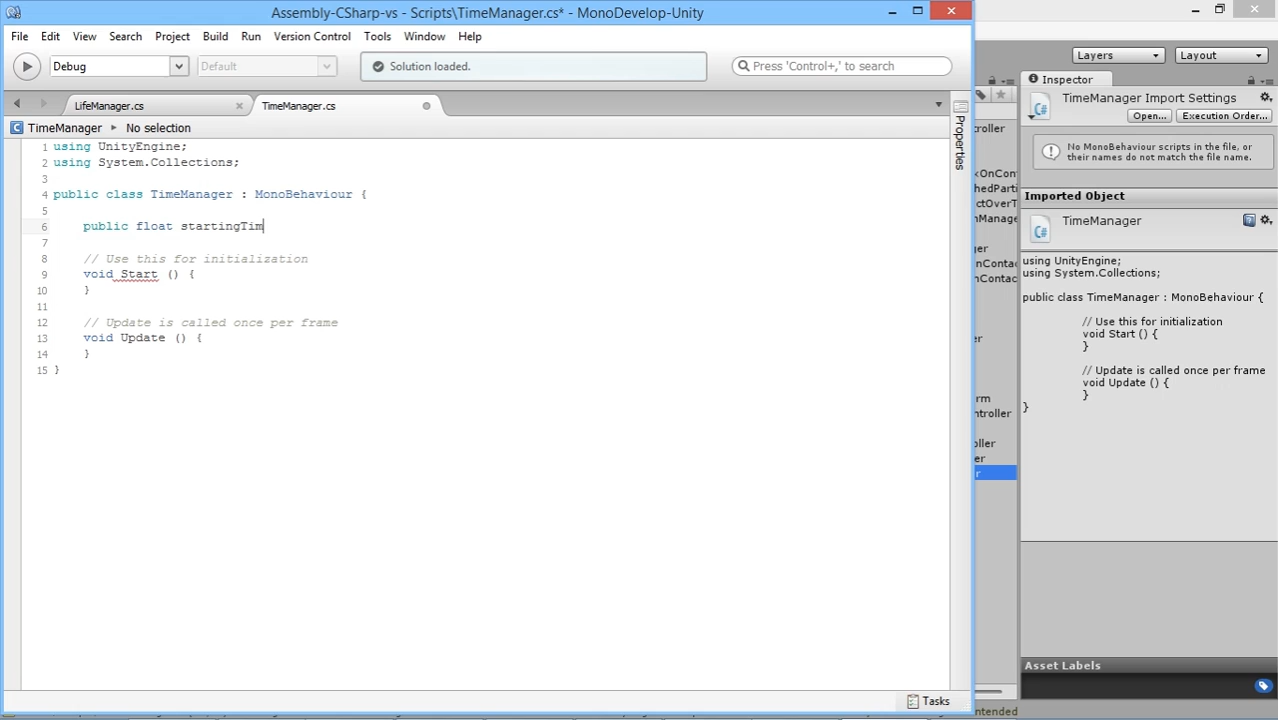 Assembly-CSharp-vs - Scripts\TimeManager.cs* - MonoDevelop-Unity
File Edit View Search Project Build Run Version Control Tools Window Help
Debug Default Solution loaded. Press 'Control+,' to search
LifeManager.cs TimeManager.cs
TimeManager No selection
1 using UnityEngine;
2 using System.Collections;
3
4 public class TimeManager : MonoBehaviour {
5
6 public float startingTim
7
8 // Use this for initialization
9 void Start () {
10 }
11
12 // Update is called once per frame
13 void Update () {
14 }
15 }
Properties
Tasks
Layers Layout
Inspector
TimeManager Import Settings
Open... Execution Order...
No MonoBehaviour scripts in the file, or
their names do not match the file name.
Imported Object
TimeManager
using UnityEngine;
using System.Collections;
public class TimeManager : MonoBehaviour {
// Use this for initialization
void Start () {
}
// Update is called once per frame
void Update () {
}
}
Asset Labels